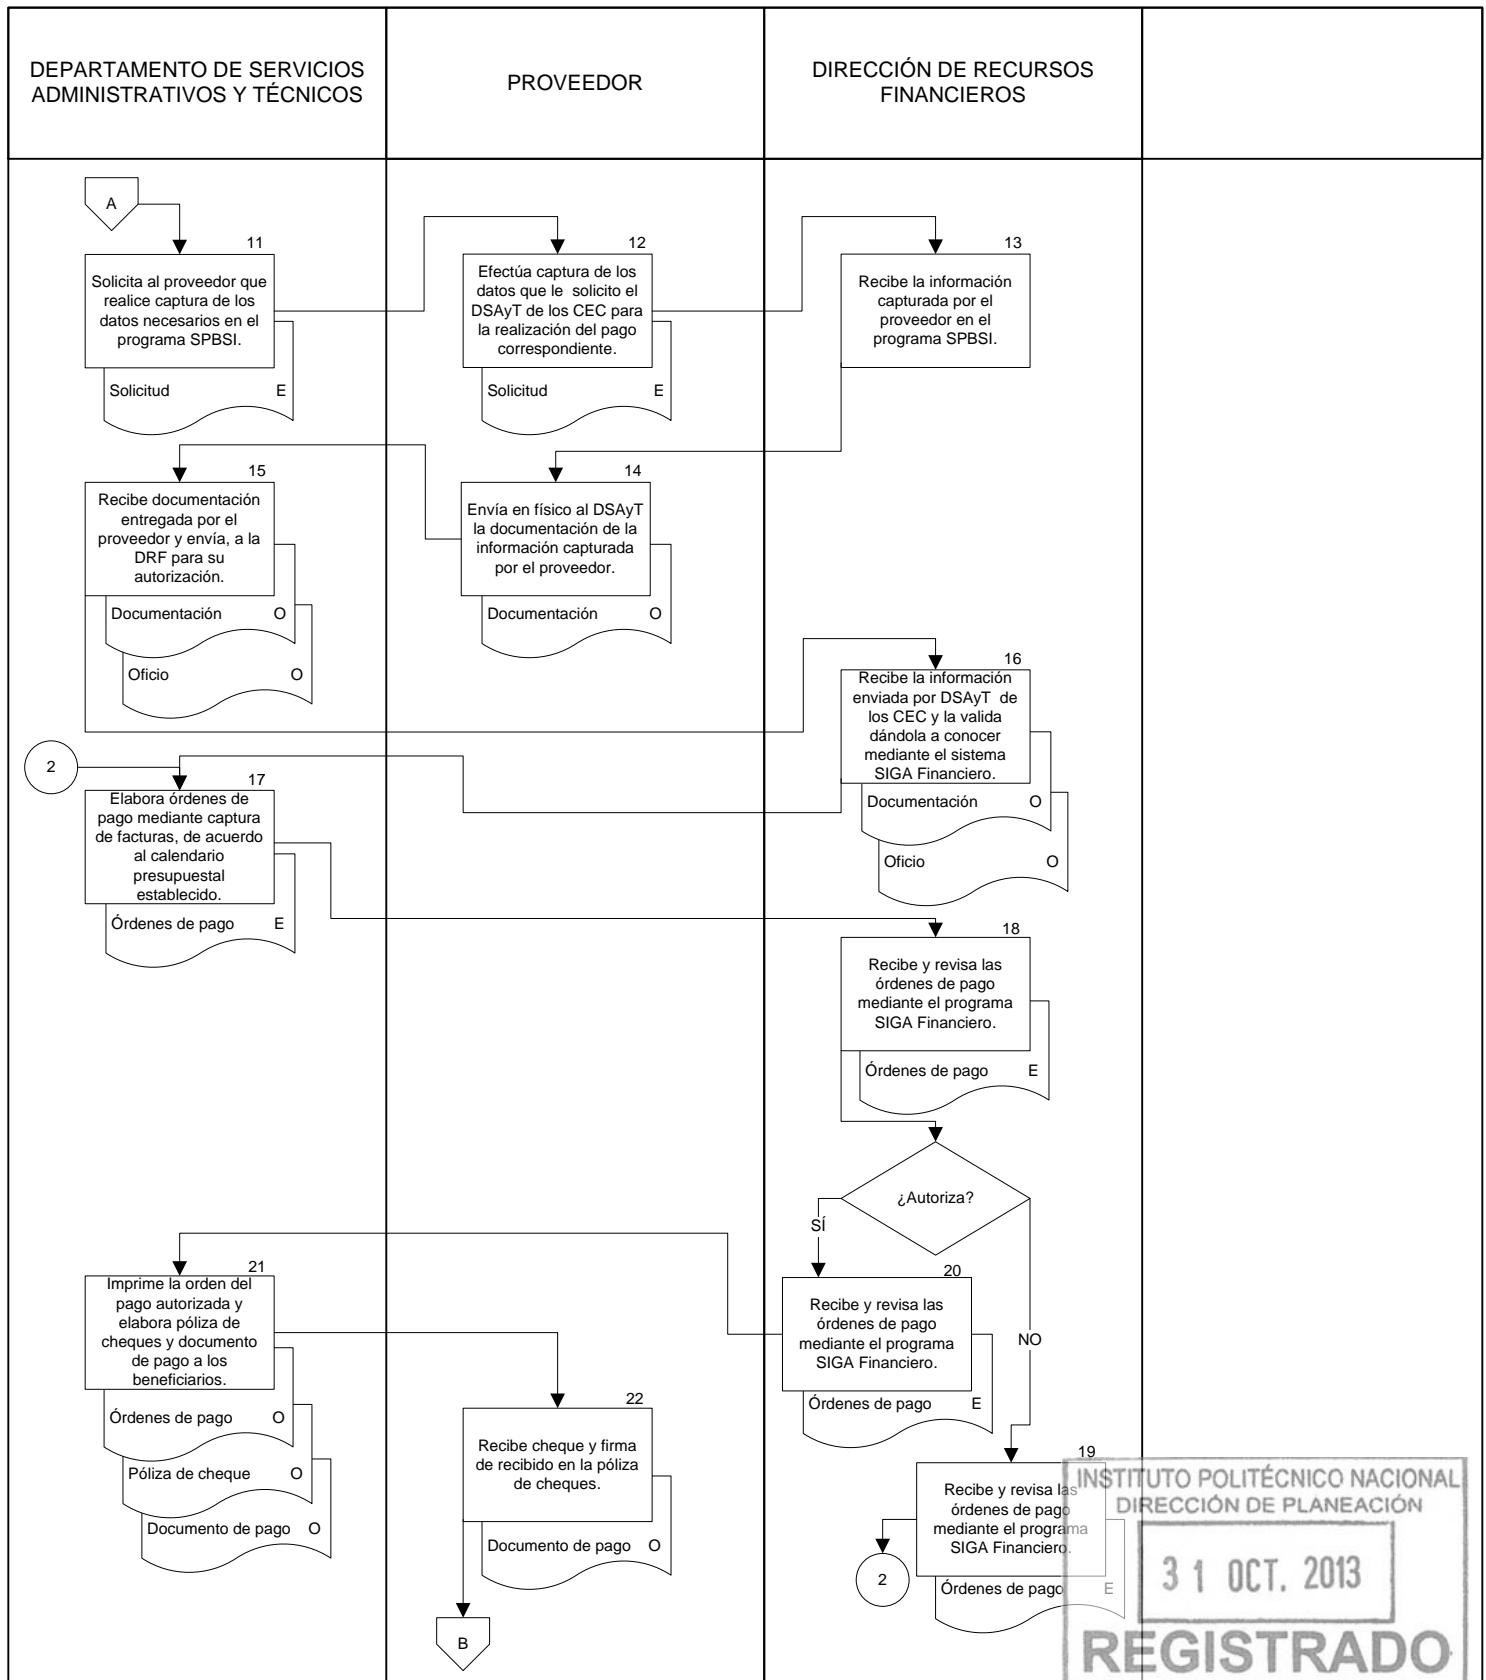 DEPARTAMENTO DE SERVICIOS
ADMINISTRATIVOS Y TÉCNICOS
PROVEEDOR
DIRECCIÓN DE RECURSOS
FINANCIEROS
A
11
Solicita al proveedor que
realice captura de los
datos necesarios en el
programa SPBSI.
Solicitud E
12
Efectúa captura de los
datos que le solicito el
DSAyT de los CEC para
la realización del pago
correspondiente.
Solicitud E
13
Recibe la información
capturada por el
proveedor en el
programa SPBSI.
15
Recibe documentación
entregada por el
proveedor y envía, a la
DRF para su
autorización.
Documentación O
Oficio O
14
Envía en físico al DSAyT
la documentación de la
información capturada
por el proveedor.
Documentación O
16
Recibe la información
enviada por DSAyT de
los CEC y la valida
dándola a conocer
mediante el sistema
SIGA Financiero.
Documentación O
Oficio O
2
17
Elabora órdenes de
pago mediante captura
de facturas, de acuerdo
al calendario
presupuestal
establecido.
Órdenes de pago E
18
Recibe y revisa las
órdenes de pago
mediante el programa
SIGA Financiero.
Órdenes de pago E
¿Autoriza?
SÍ
NO
20
Recibe y revisa las
órdenes de pago
mediante el programa
SIGA Financiero.
Órdenes de pago E
21
Imprime la orden del
pago autorizada y
elabora póliza de
cheques y documento
de pago a los
beneficiarios.
Órdenes de pago O
Póliza de cheque O
Documento de pago O
22
Recibe cheque y firma
de recibido en la póliza
de cheques.
Documento de pago O
B
19
Recibe y revisa las
órdenes de pago
mediante el programa
SIGA Financiero.
Órdenes de pago E
2
INSTITUTO POLITÉCNICO NACIONAL
DIRECCIÓN DE PLANEACIÓN
31 OCT. 2013
REGISTRADO